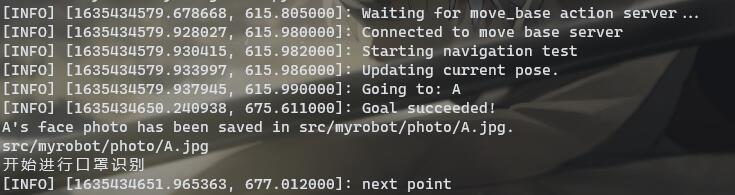 [INFO] [1635434579.678668, 615.805000]: Waiting for move_base action server...
[INFO] [1635434579.928027, 615.980000]: Connected to move base server
[INFO] [1635434579.930415, 615.982000]: Starting navigation test
[INFO] [1635434579.933997, 615.986000]: Updating current pose.
[INFO] [1635434579.937945, 615.990000]: Going to: A
[INFO] [1635434650.240938, 675.611000]: Goal succeeded!
A's face photo has been saved in src/myrobot/photo/A.jpg.
src/myrobot/photo/A.jpg
开始进行口罩识别
[INFO] [1635434651.965363, 677.012000]: next point